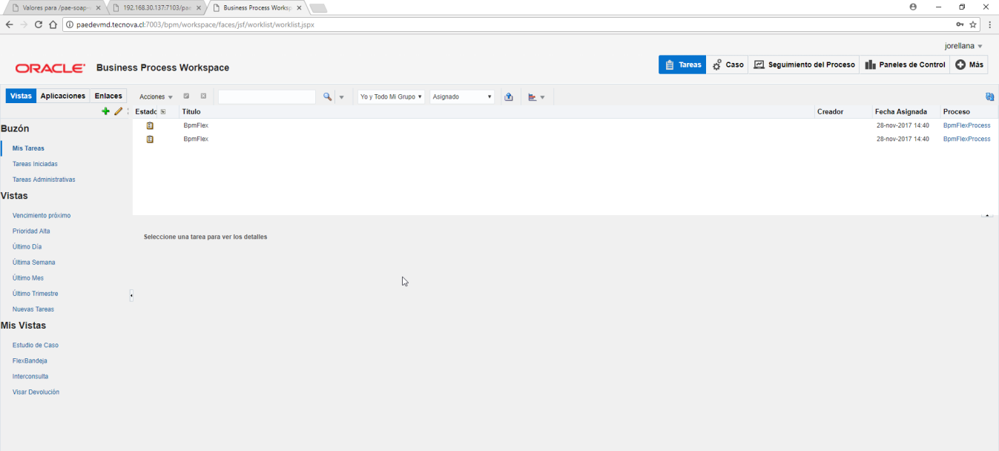 Valores para /pae-soap-
192.168.30.137:7103/pae
Business Process Worksp
paedevmd.tecnova.cl:7003/bpm/workspace/faces/jsf/worklist/worklist.jspx
jorellana
ORACLE Business Process Workspace
Tareas Caso Seguimiento del Proceso Paneles de Control Más
Vistas Aplicaciones Enlaces
Acciones Yo y Todo Mi Grupo Asignado
Estado Título Creador Fecha Asignada Proceso
BpmFlex 28-nov-2017 14:40 BpmFlexProcess
BpmFlex 28-nov-2017 14:40 BpmFlexProcess
Buzón
Mis Tareas
Tareas Iniciadas
Tareas Administrativas
Vistas
Vencimiento próximo
Prioridad Alta
Último Día
Última Semana
Último Mes
Último Trimestre
Nuevas Tareas
Mis Vistas
Estudio de Caso
FlexBandeja
Interconsulta
Visar Devolución
Seleccione una tarea para ver los detalles